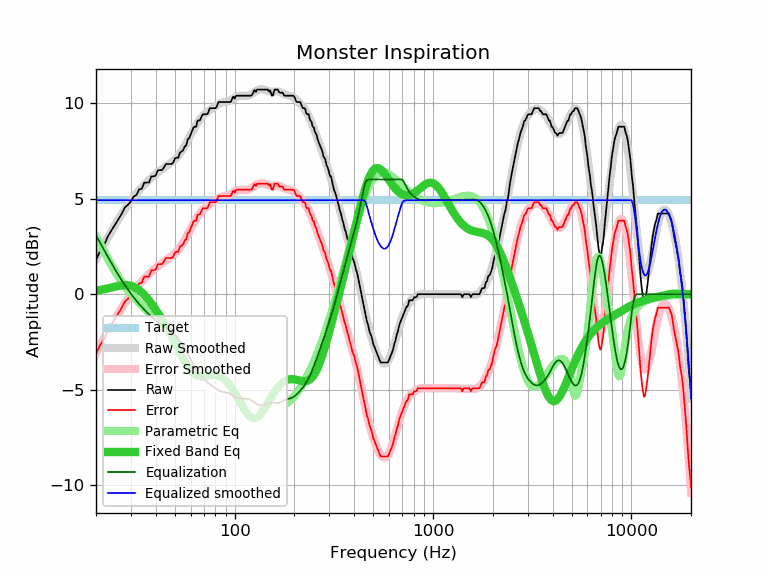 Monster Inspiration
Amplitude (dBr)
10
5
0
−5
−10
Target
Raw Smoothed
Error Smoothed
Raw
Error
Parametric Eq
Fixed Band Eq
Equalization
Equalized smoothed
100
1000
10000
Frequency (Hz)